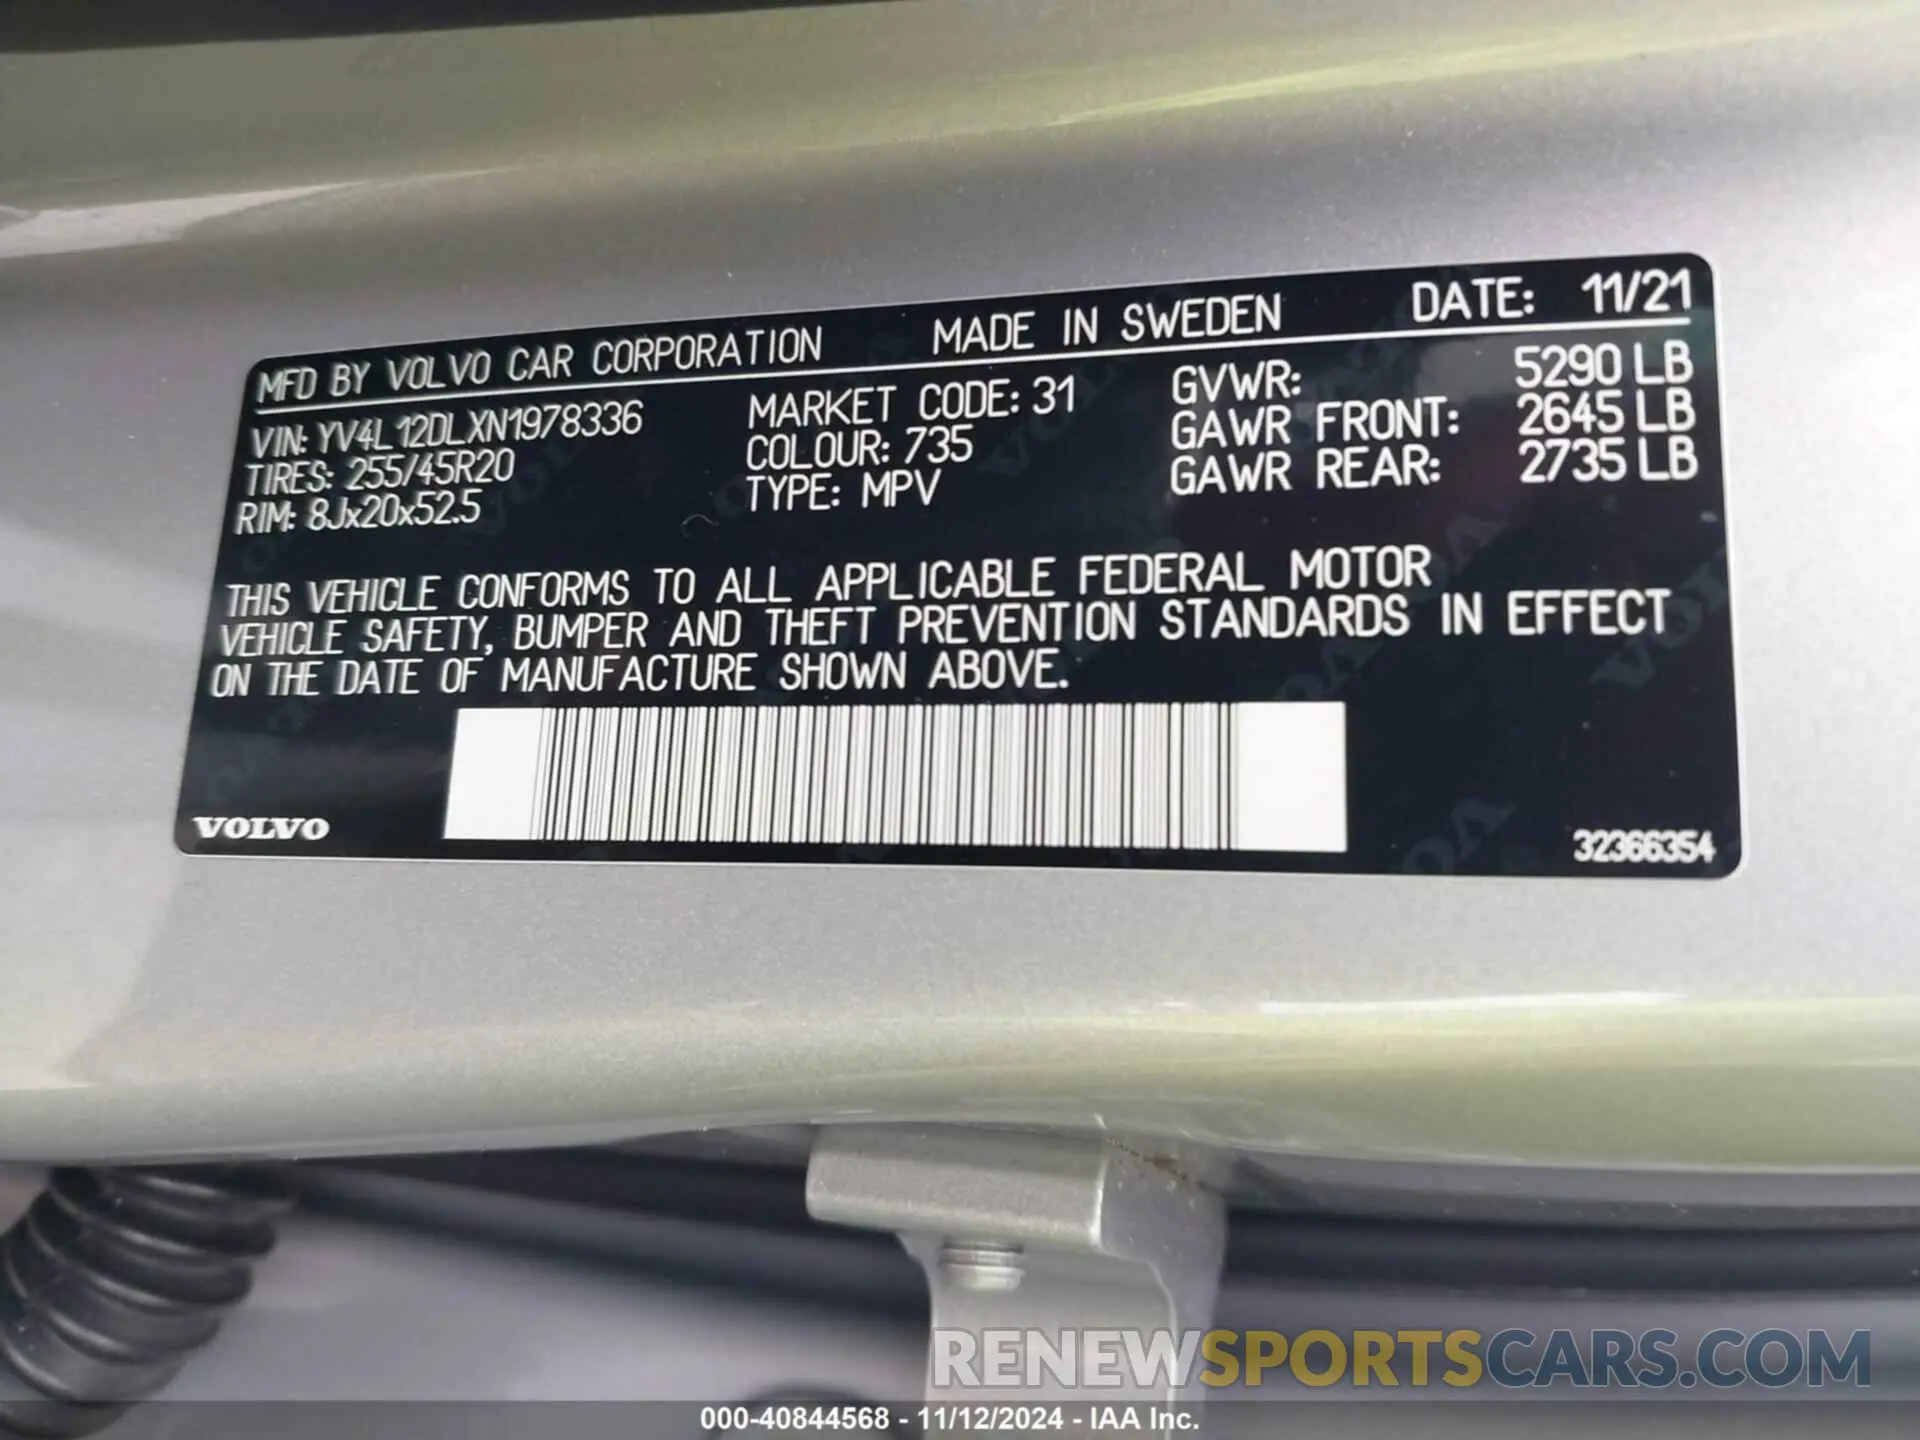 MFD BY VOLVO CAR CORPORATION MADE IN SWEDEN DATE: 11/21
VIN: YV4L12DLXN1978336 MARKET CODE: 31 GVWR: 5290 LB
TIRES: 255/45R20 COLOUR: 735 GAWR FRONT: 2645 LB
RIM: 8Jx20x52.5 TYPE: MPV GAWR REAR: 2735 LB
THIS VEHICLE CONFORMS TO ALL APPLICABLE FEDERAL MOTOR
VEHICLE SAFETY, BUMPER AND THEFT PREVENTION STANDARDS IN EFFECT
ON THE DATE OF MANUFACTURE SHOWN ABOVE.
VOLVO 32366354
RENEWSPORTSCARS.COM
000-40844568 - 11/12/2024 - IAA Inc.